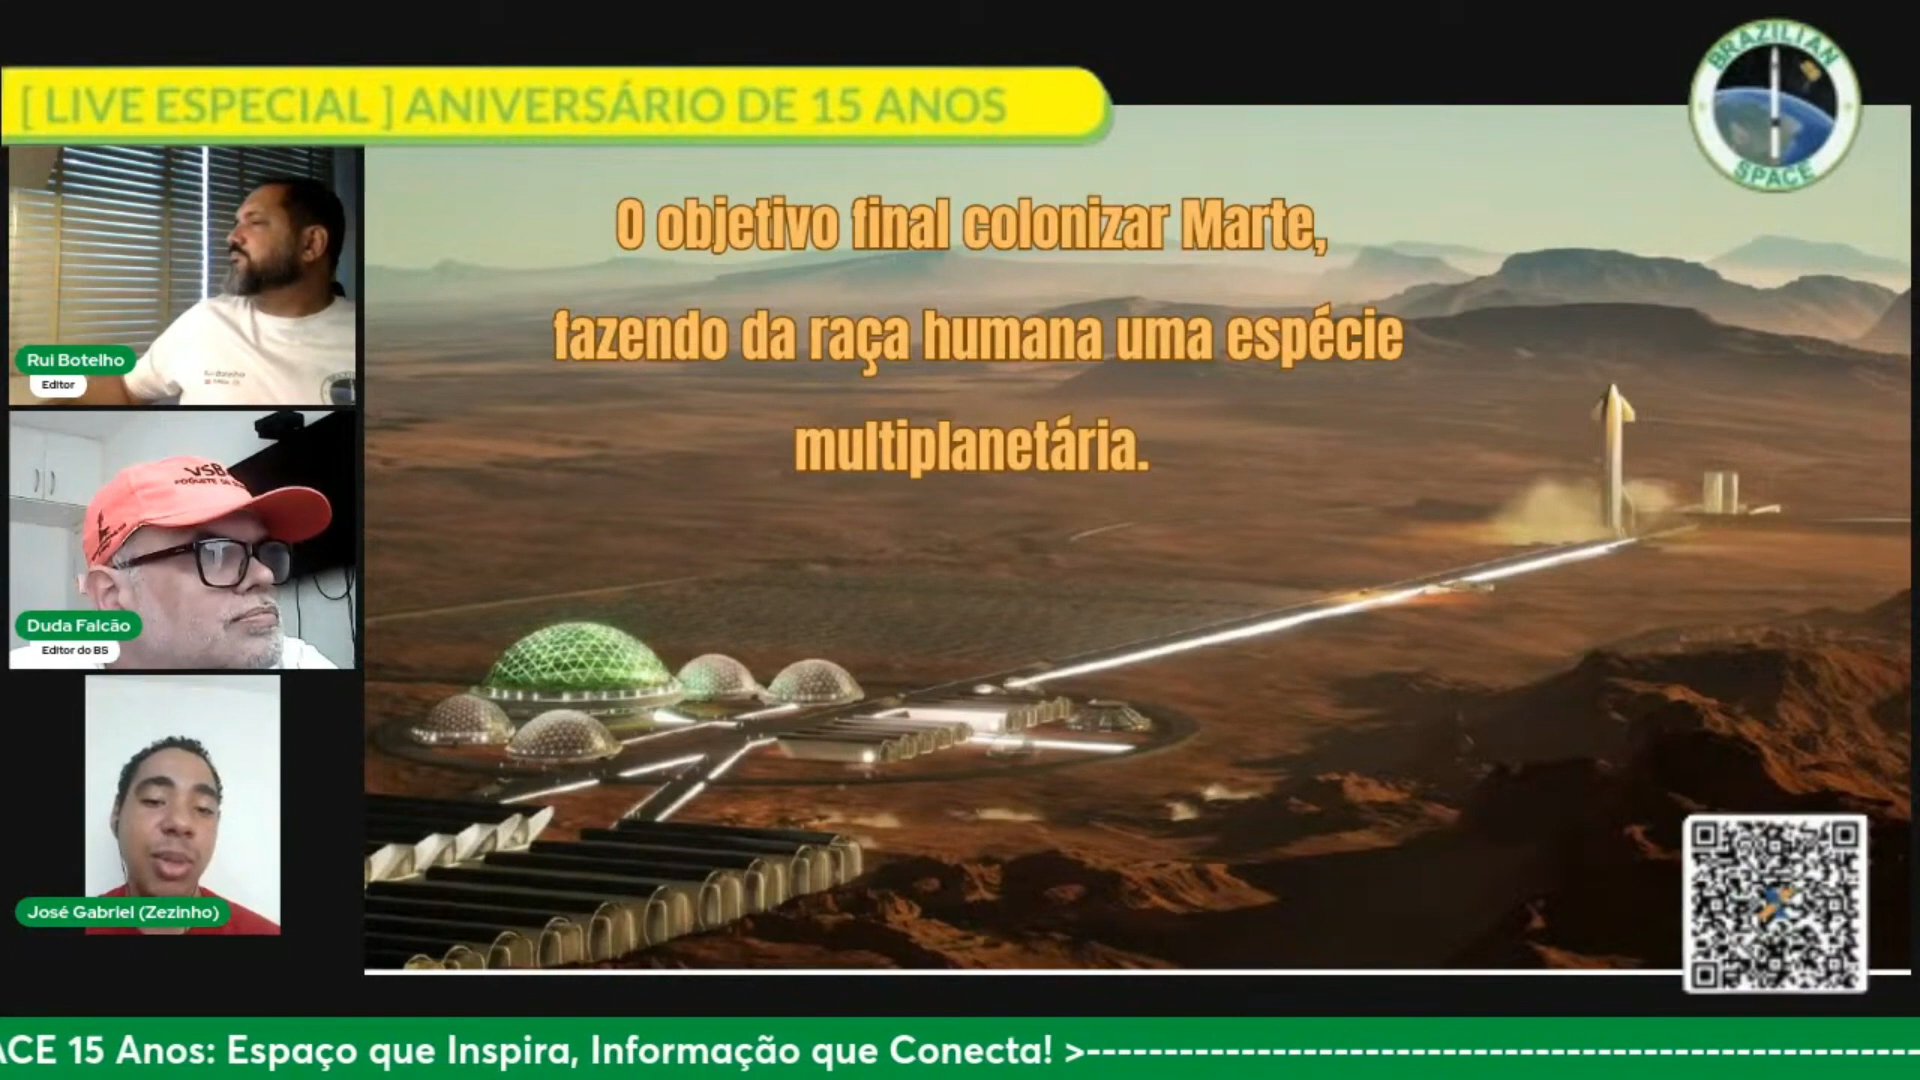 [ LIVE ESPECIAL ] ANIVERSÁRIO DE 15 ANOS
BRAZILIAN
SPACE
O objetivo final colonizar Marte,
fazendo da raça humana uma espécie
multiplanetária.
Rui Botelho
Editor
VSB
Duda Falcão
Editor do BS
José Gabriel (Zezinho)
ACE 15 Anos: Espaço que Inspira, Informação que Conecta! >------------------------------------------------------